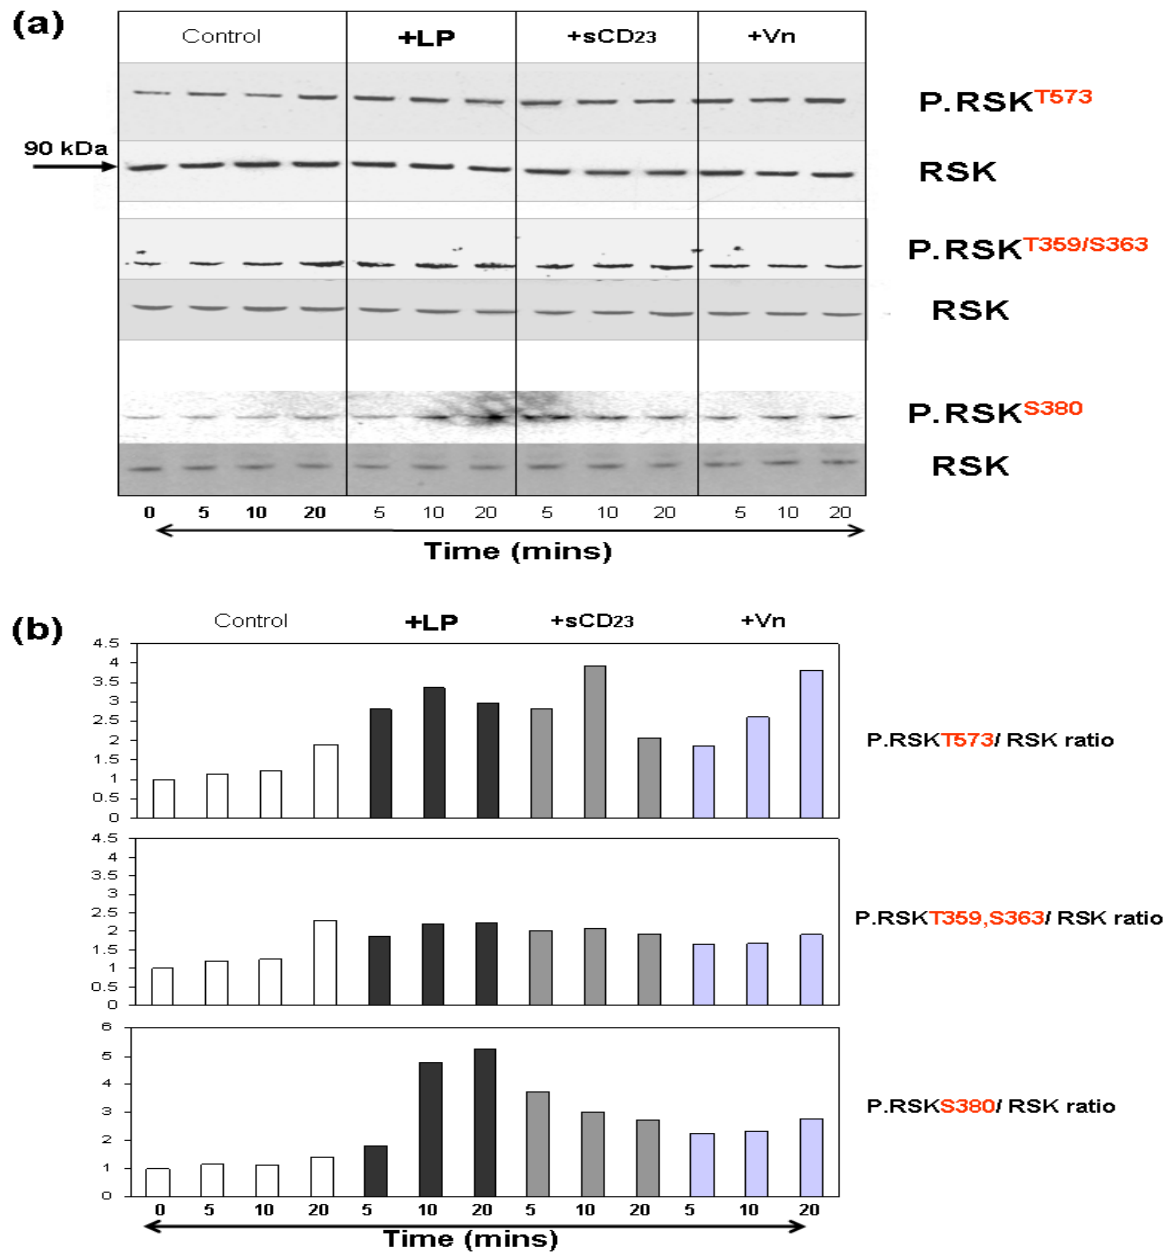 (a)
Control +LP +sCD23 +Vn
P.RSKT573
90 kDa
RSK
P.RSKT359/S363
RSK
P.RSKS380
RSK
0 5 10 20 5 10 20 5 10 20 5 10 20
Time (mins)
(b)
Control +LP +sCD23 +Vn
4.5
4
3.5
3
2.5
2
1.5
1
0.5
0
P.RSKT573/ RSK ratio
4.5
4
3.5
3
2.5
2
1.5
1
0.5
0
P.RSKT359,S363/ RSK ratio
6
5
4
3
2
1
0
P.RSKS380/ RSK ratio
0 5 10 20 5 10 20 5 10 20 5 10 20
Time (mins)